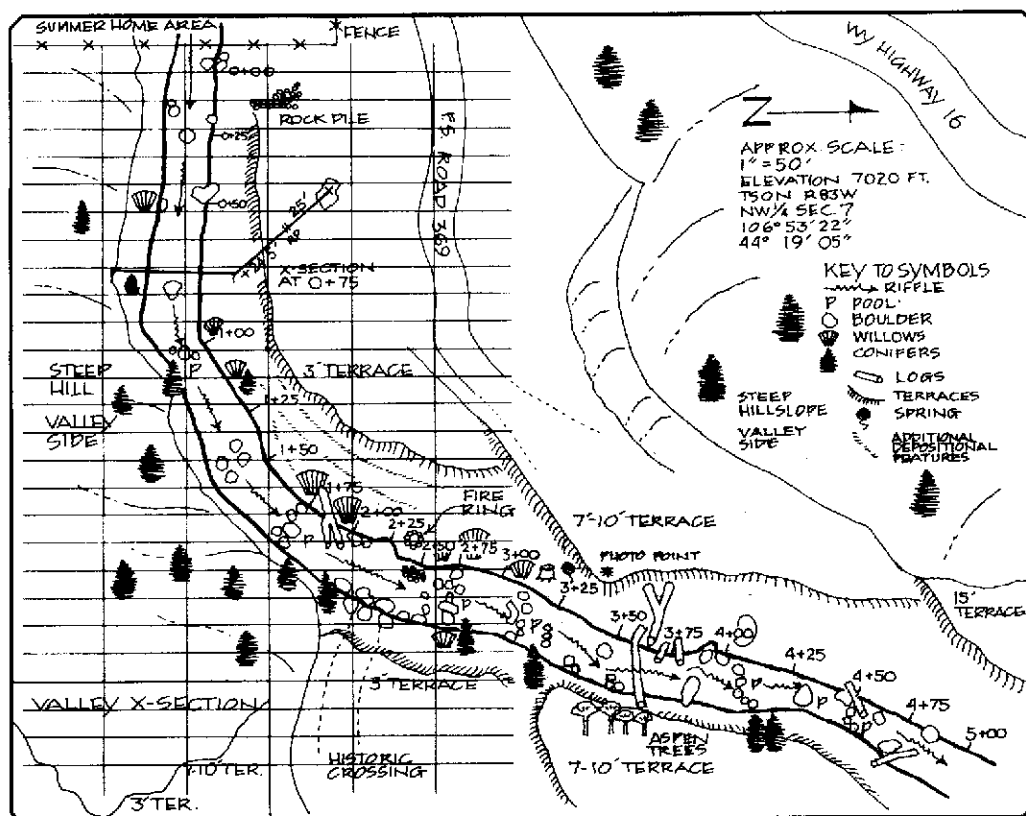 SUMMER HOME AREA
FENCE
WY HIGHWAY 16
0+00
ROCK PILE
0+25
FS ROAD 369
N
APPROX. SCALE:
1" = 50'
ELEVATION 7020 FT.
T50N R83W
NW 1/4 SEC. 7
106° 53' 22"
44° 19' 05"
0+50
25'
X-SECTION
AT 0+75
KEY TO SYMBOLS
RIFFLE
P POOL
BOULDER
WILLOWS
CONIFERS
LOGS
TERRACES
SPRING
ADDITIONAL
DEPOSITIONAL
FEATURES
1+00
P
STEEP
HILL
VALLEY
SIDE
3' TERRACE
1+25
STEEP
HILLSLOPE
VALLEY
SIDE
1+50
1+75
FIRE
RING
2+00
2+25
7'-10' TERRACE
P
2+50
2+75
3+00
PHOTO POINT
3+25
15'
TERRACE
P
P
3+50
3+75
4+00
4+25
4+50
4+75
5+00
P
P
P
P
3' TERRACE
VALLEY X-SECTION
ASPEN
TREES
7-10' TERRACE
HISTORIC
CROSSING
7-10 TER.
3' TER.